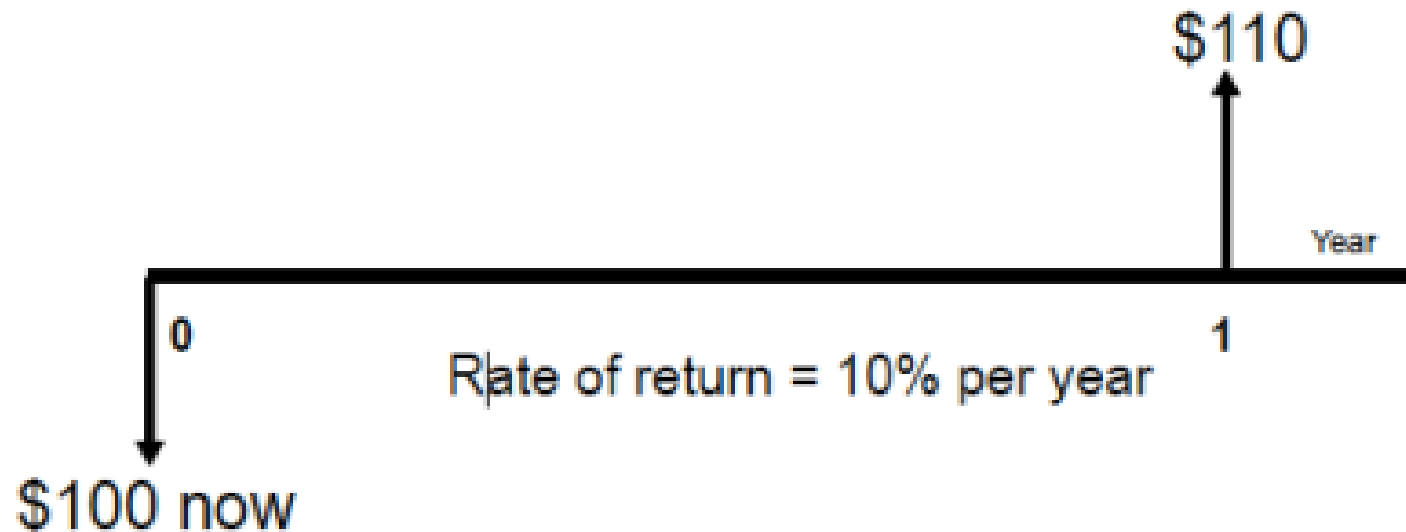 $110
Year
0
1
Rate of return = 10% per year
$100 now